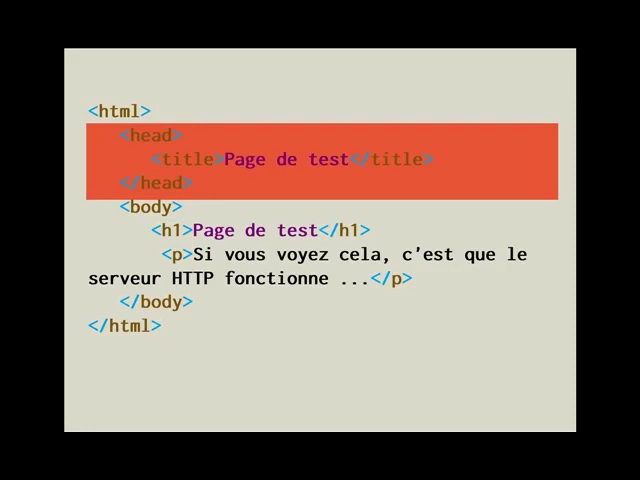 <html>
<head>
<title>Page de test</title>
</head>
<body>
<h1>Page de test</h1>
<p>Si vous voyez cela, c'est que le
serveur HTTP fonctionne ...</p>
</body>
</html>